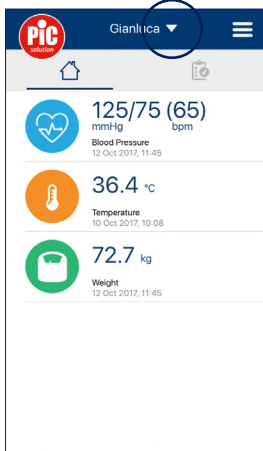 PiC
solution
Gianluca
125/75 (65)
mmHg bpm
Blood Pressure
12 Oct 2017, 11:45
36.4 °C
Temperature
10 Oct 2017, 10:08
72.7 kg
Weight
12 Oct 2017, 11:45